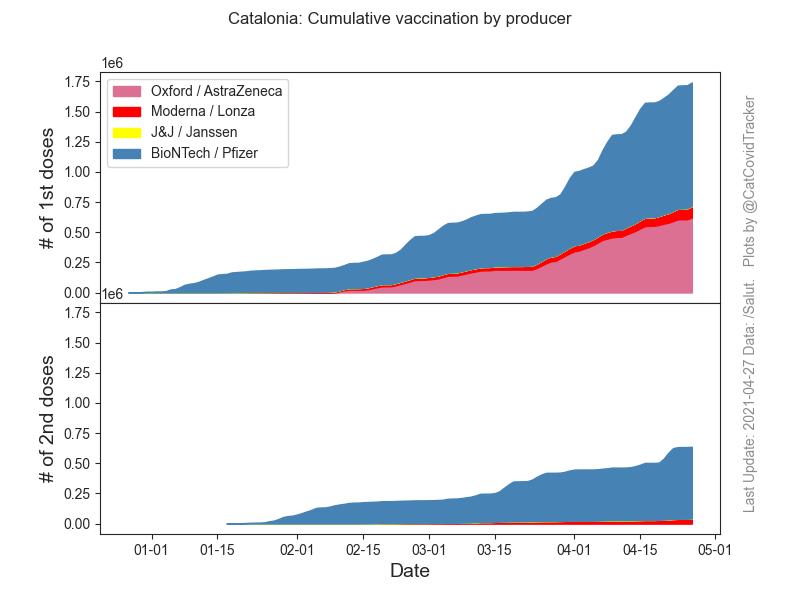 Catalonia: Cumulative vaccination by producer
1e6
1.75
1.50
1.25
1.00
0.75
0.50
0.25
0.00
# of 1st doses
Oxford / AstraZeneca
Moderna / Lonza
J&J / Janssen
BioNTech / Pfizer
1e6
1.75
1.50
1.25
1.00
0.75
0.50
0.25
0.00
# of 2nd doses
01-01 01-15 02-01 02-15 03-01 03-15 04-01 04-15 05-01
Date
Last Update: 2021-04-27 Data: /Salut. Plots by @CatCovidTracker